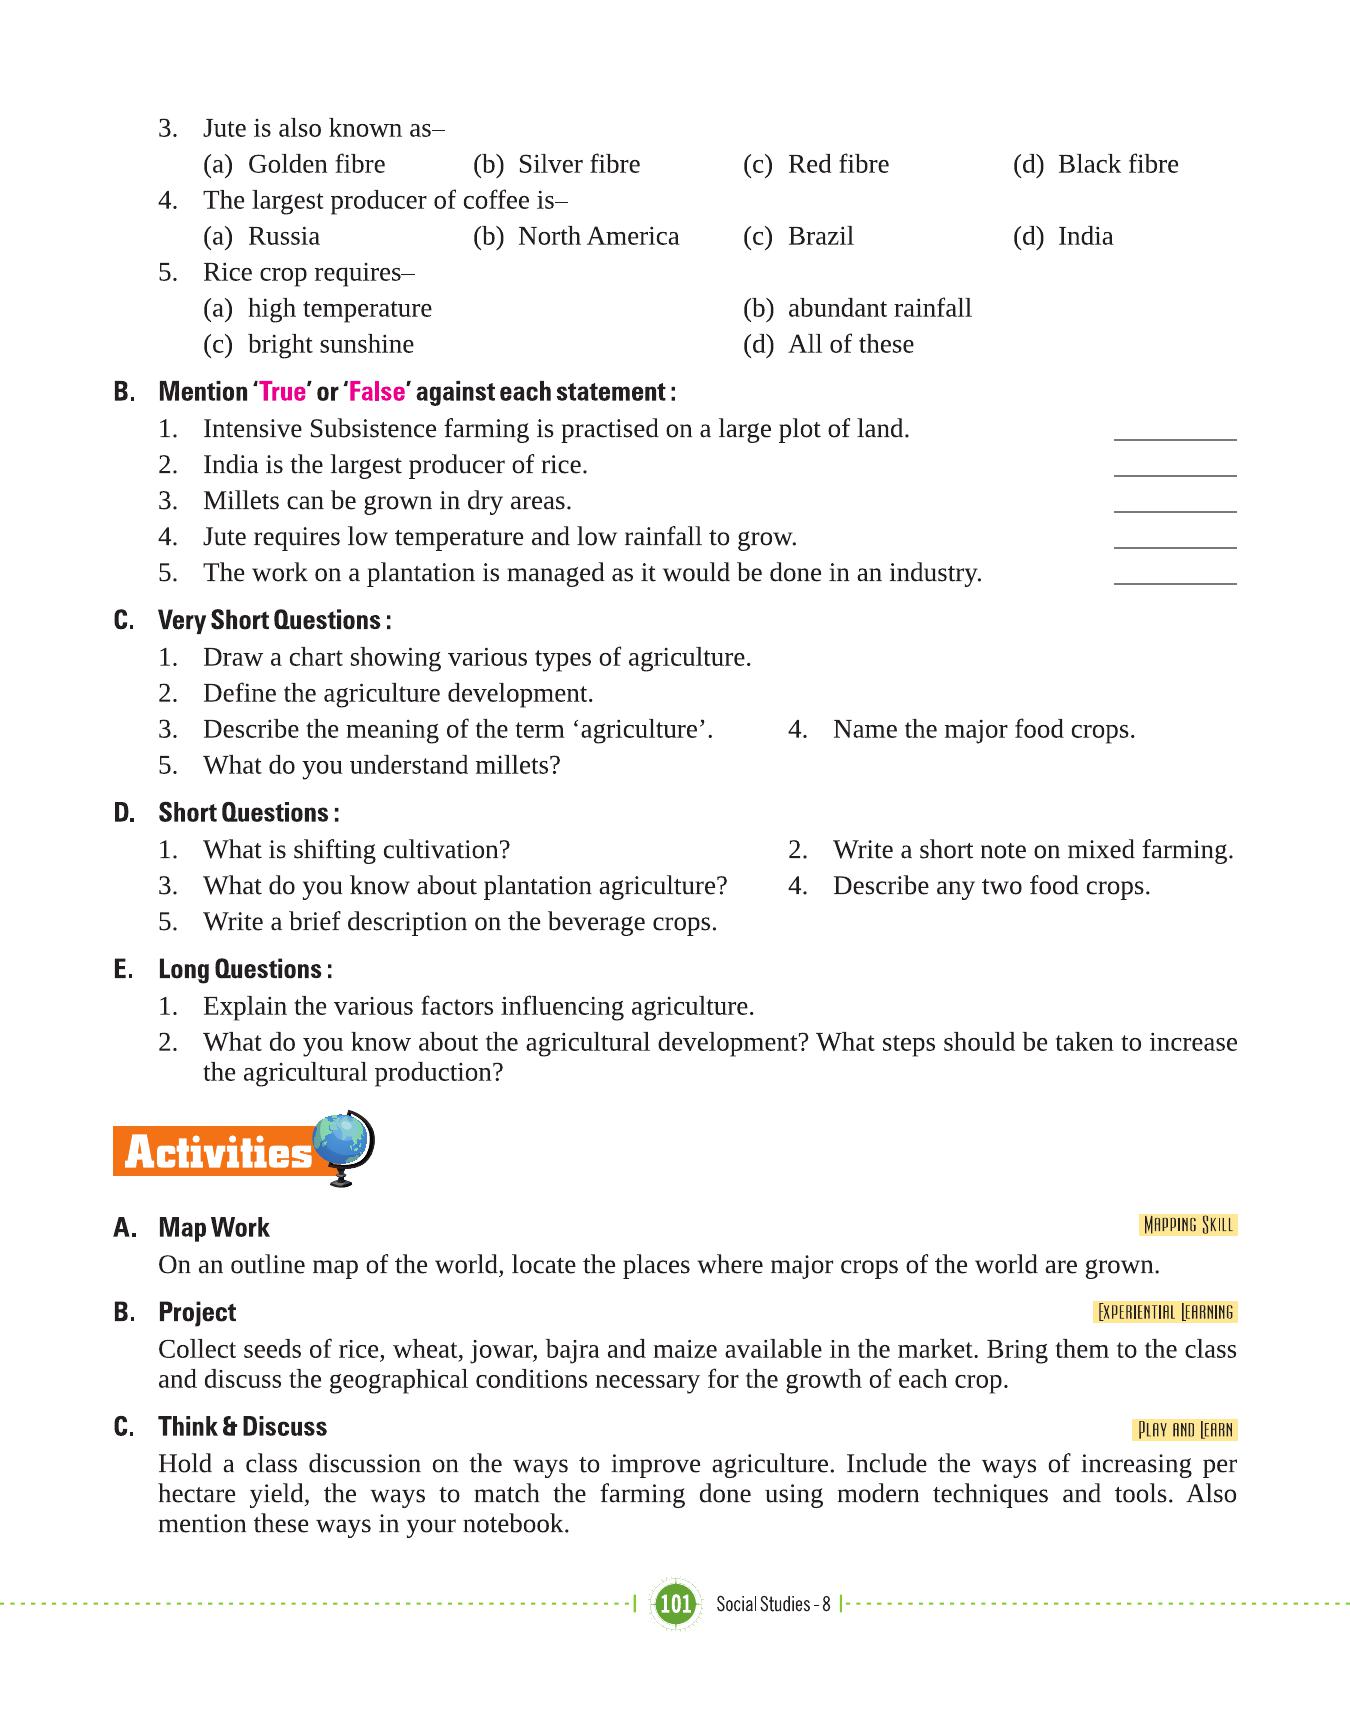 3. Jute is also known as–
(a) Golden fibre (b) Silver fibre (c) Red fibre (d) Black fibre
4. The largest producer of coffee is–
(a) Russia (b) North America (c) Brazil (d) India
5. Rice crop requires–
(a) high temperature (b) abundant rainfall
(c) bright sunshine (d) All of these
B. Mention ‘True’ or ‘False’ against each statement :
1. Intensive Subsistence farming is practised on a large plot of land.
2. India is the largest producer of rice.
3. Millets can be grown in dry areas.
4. Jute requires low temperature and low rainfall to grow.
5. The work on a plantation is managed as it would be done in an industry.
C. Very Short Questions :
1. Draw a chart showing various types of agriculture.
2. Define the agriculture development.
3. Describe the meaning of the term ‘agriculture’. 4. Name the major food crops.
5. What do you understand millets?
D. Short Questions :
1. What is shifting cultivation? 2. Write a short note on mixed farming.
3. What do you know about plantation agriculture? 4. Describe any two food crops.
5. Write a brief description on the beverage crops.
E. Long Questions :
1. Explain the various factors influencing agriculture.
2. What do you know about the agricultural development? What steps should be taken to increase
the agricultural production?
Activities
A. Map Work Mapping Skill
On an outline map of the world, locate the places where major crops of the world are grown.
B. Project Experiential Learning
Collect seeds of rice, wheat, jowar, bajra and maize available in the market. Bring them to the class
and discuss the geographical conditions necessary for the growth of each crop.
C. Think & Discuss Play and Learn
Hold a class discussion on the ways to improve agriculture. Include the ways of increasing per
hectare yield, the ways to match the farming done using modern techniques and tools. Also
mention these ways in your notebook.
101 Social Studies - 8